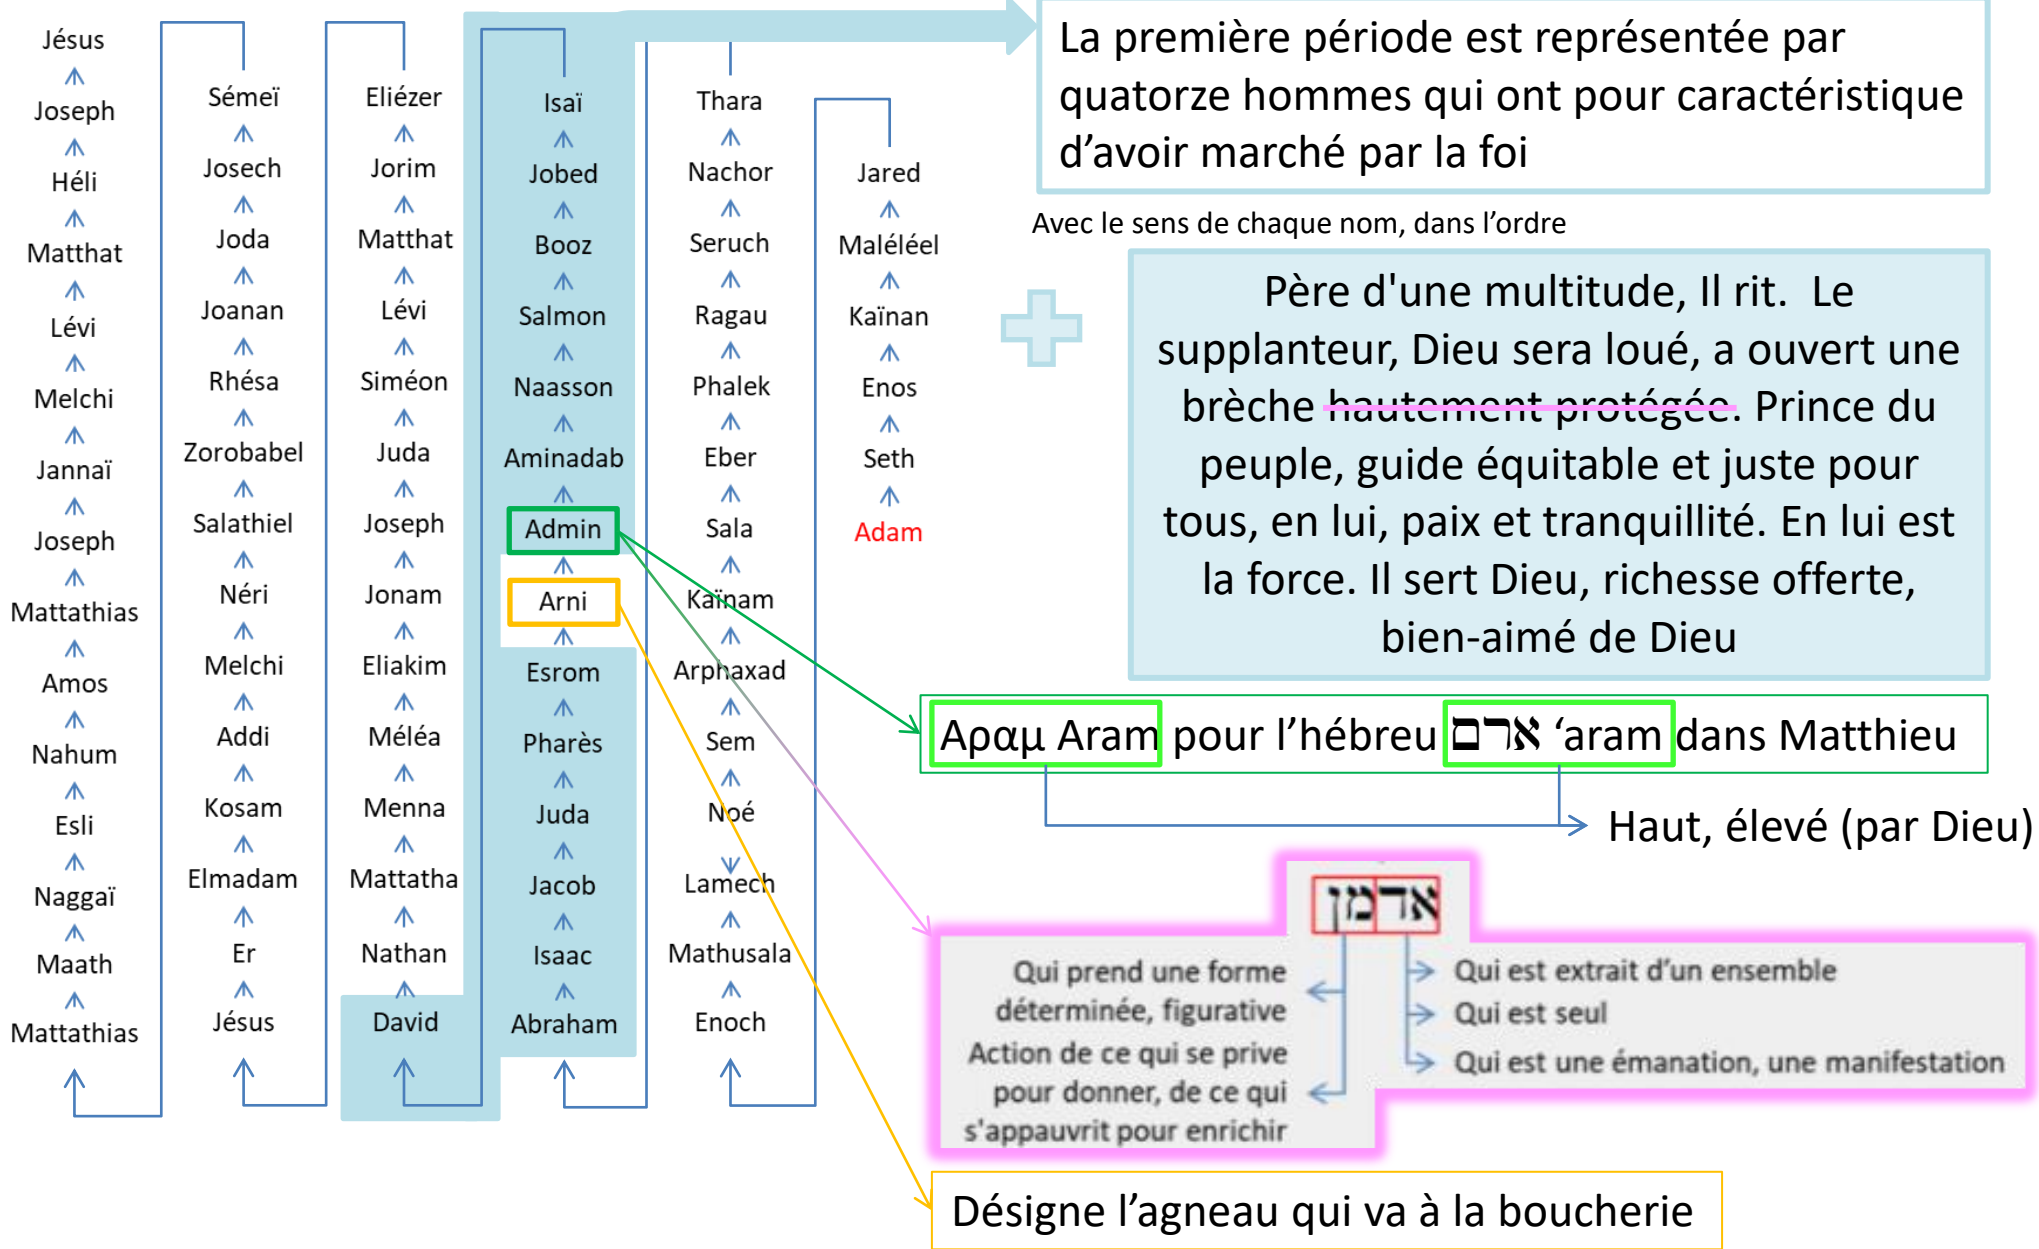 Jésus
Joseph
Héli
Matthat
Lévi
Melchi
Jannaï
Joseph
Mattathias
Amos
Nahum
Esli
Naggaï
Maath
Mattathias
Sémeï
Josech
Joda
Joanan
Rhésa
Zorobabel
Salathiel
Néri
Melchi
Addi
Kosam
Elmadam
Er
Jésus
Eliézer
Jorim
Matthat
Lévi
Siméon
Juda
Joseph
Jonam
Eliakim
Méléa
Menna
Mattatha
Nathan
David
Isaï
Jobed
Booz
Salmon
Naasson
Aminadab
Admin
Arni
Esrom
Pharès
Juda
Jacob
Isaac
Abraham
Thara
Nachor
Seruch
Ragau
Phalek
Eber
Sala
Kaïnam
Arphaxad
Sem
Noé
Lamech
Mathusala
Enoch
Jared
Maléléel
Kaïnan
Enos
Seth
Adam
La première période est représentée par
quatorze hommes qui ont pour caractéristique
d’avoir marché par la foi
Avec le sens de chaque nom, dans l’ordre
Père d'une multitude, Il rit. Le
supplanteur, Dieu sera loué, a ouvert une
brèche hautement protégée. Prince du
peuple, guide équitable et juste pour
tous, en lui, paix et tranquillité. En lui est
la force. Il sert Dieu, richesse offerte,
bien-aimé de Dieu
Αραμ Aram pour l’hébreu ארם ‘aram dans Matthieu
Haut, élevé (par Dieu)
אדמן
Qui prend une forme
déterminée, figurative
Action de ce qui se prive
pour donner, de ce qui
s'appauvrit pour enrichir
Qui est extrait d’un ensemble
Qui est seul
Qui est une émanation, une manifestation
Désigne l’agneau qui va à la boucherie